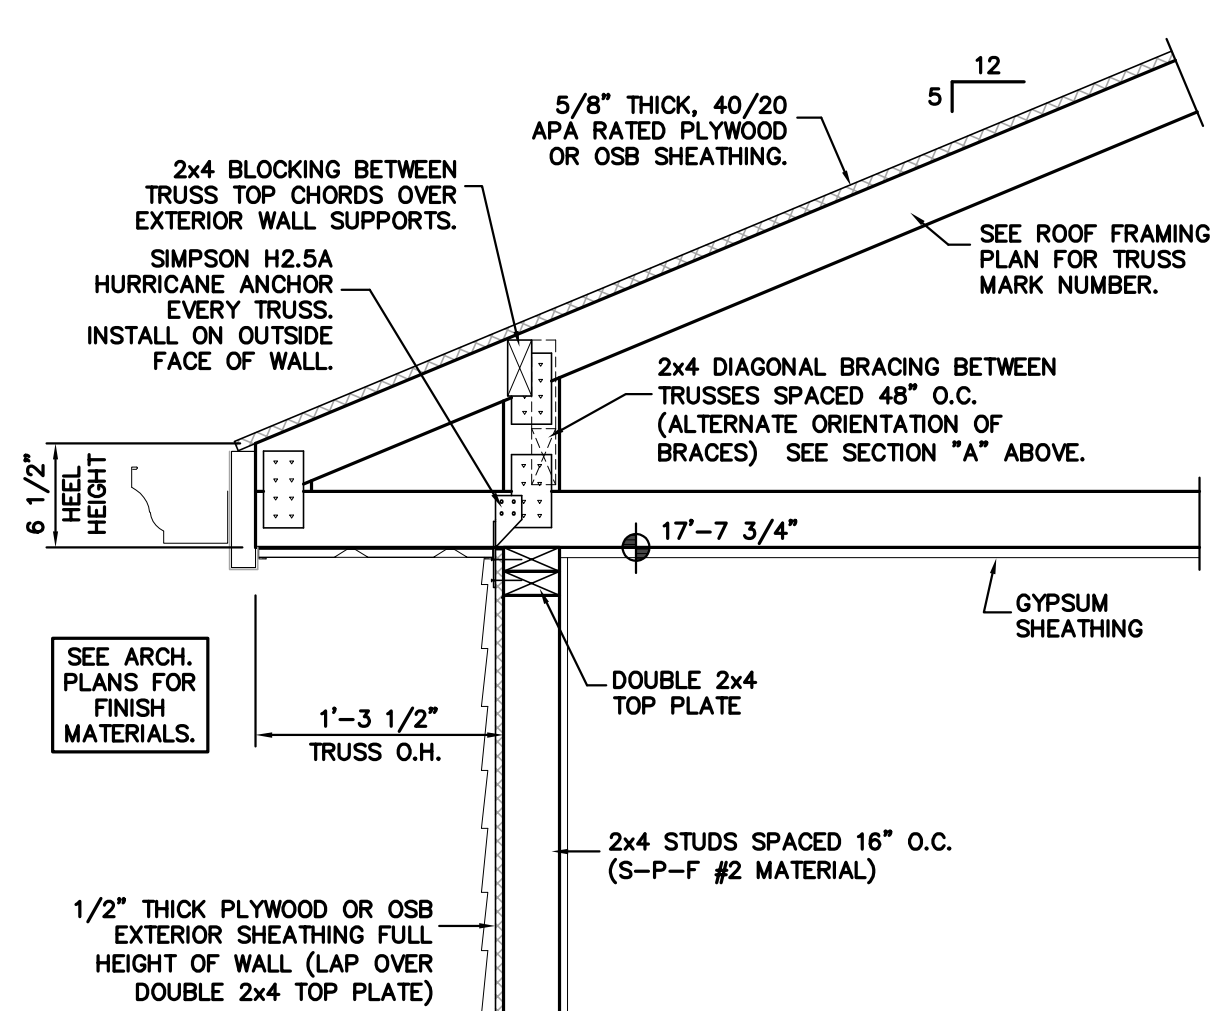 12
5
5/8" THICK, 40/20
APA RATED PLYWOOD
OR OSB SHEATHING.
2x4 BLOCKING BETWEEN
TRUSS TOP CHORDS OVER
EXTERIOR WALL SUPPORTS.
SEE ROOF FRAMING
PLAN FOR TRUSS
MARK NUMBER.
SIMPSON H2.5A
HURRICANE ANCHOR
EVERY TRUSS.
INSTALL ON OUTSIDE
FACE OF WALL.
2x4 DIAGONAL BRACING BETWEEN
TRUSSES SPACED 48" O.C.
(ALTERNATE ORIENTATION OF
BRACES) SEE SECTION "A" ABOVE.
6 1/2"
HEEL
HEIGHT
17'-7 3/4"
GYPSUM
SHEATHING
SEE ARCH.
PLANS FOR
FINISH
MATERIALS.
DOUBLE 2x4
TOP PLATE
1'-3 1/2"
TRUSS O.H.
2x4 STUDS SPACED 16" O.C.
(S-P-F #2 MATERIAL)
1/2" THICK PLYWOOD OR OSB
EXTERIOR SHEATHING FULL
HEIGHT OF WALL (LAP OVER
DOUBLE 2x4 TOP PLATE)